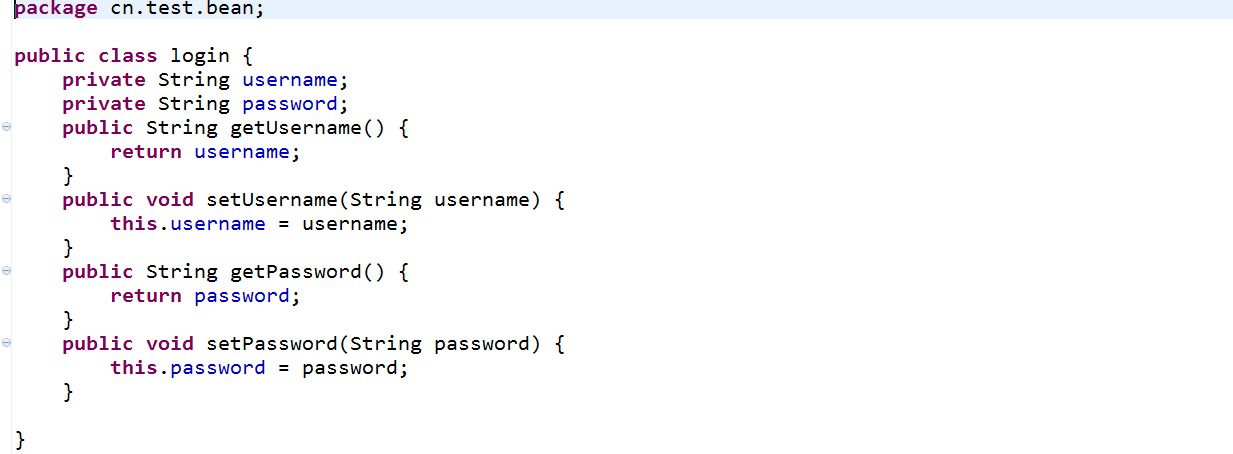 package cn.test.bean;
public class login {
    private String username;
    private String password;
    public String getUsername() {
        return username;
    }
    public void setUsername(String username) {
        this.username = username;
    }
    public String getPassword() {
        return password;
    }
    public void setPassword(String password) {
        this.password = password;
    }
}